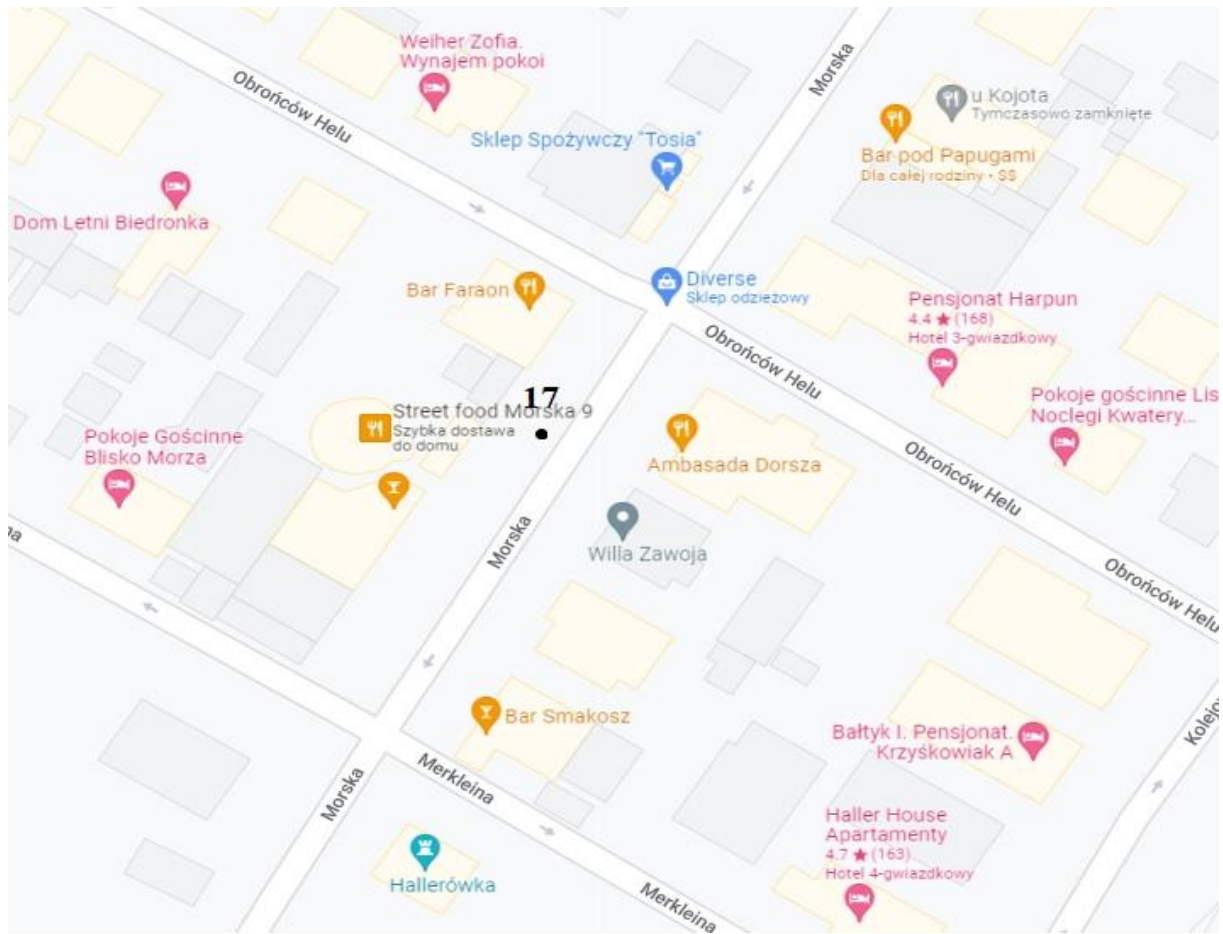 Weiher Zofia.
Wynajem pokoi
Obrońców Helu
Morska
u Kojota
Tymczasowo zamknięte
Sklep Spożywczy "Tosia"
Bar pod Papugami
Dla całej rodziny • $$
Dom Letni Biedronka
Bar Faraon
Diverse
Sklep odzieżowy
Pensjonat Harpun
4.4 ★ (168)
Hotel 3-gwiazdkowy
Obrońców Helu
17
Street food Morska 9
Szybka dostawa
do domu
Pokoje gościnne Lis
Noclegi Kwatery...
Pokoje Gościnne
Blisko Morza
Ambasada Dorsza
Obrońców Helu
na
Morska
Willa Zawoja
Obrońców Helu
Bar Smakosz
Bałtyk I. Pensjonat.
Krzyśkowiak A
Kolejow
Merkleina
Morska
Haller House
Apartamenty
4.7 ★ (163)
Hotel 4-gwiazdkowy
Hallerówka
Merkleina